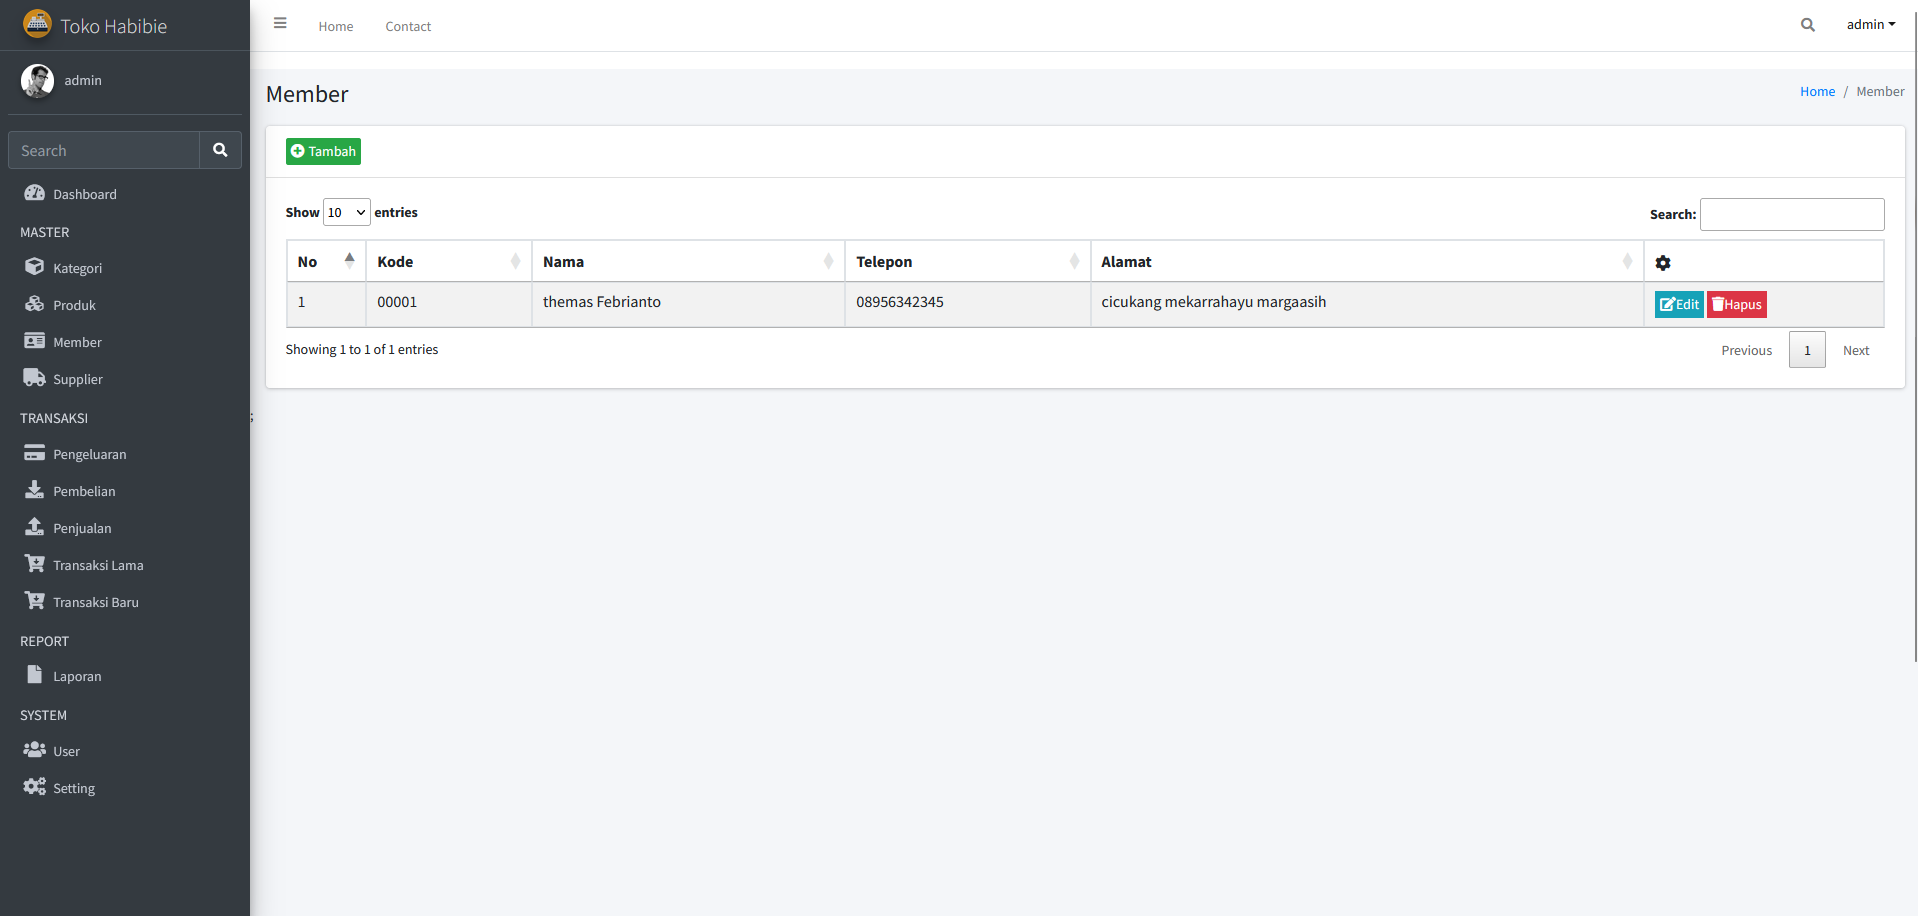 Toko Habibie
admin
Search
Dashboard
MASTER
Kategori
Produk
Member
Supplier
TRANSAKSI
Pengeluaran
Pembelian
Penjualan
Transaksi Lama
Transaksi Baru
REPORT
Laporan
SYSTEM
User
Setting
Home Contact admin
Member Home / Member
Tambah
Show 10 entries Search:
No Kode Nama Telepon Alamat
1 00001 themas Febrianto 08956342345 cicukang mekarrahayu margaasih Edit Hapus
Showing 1 to 1 of 1 entries Previous 1 Next